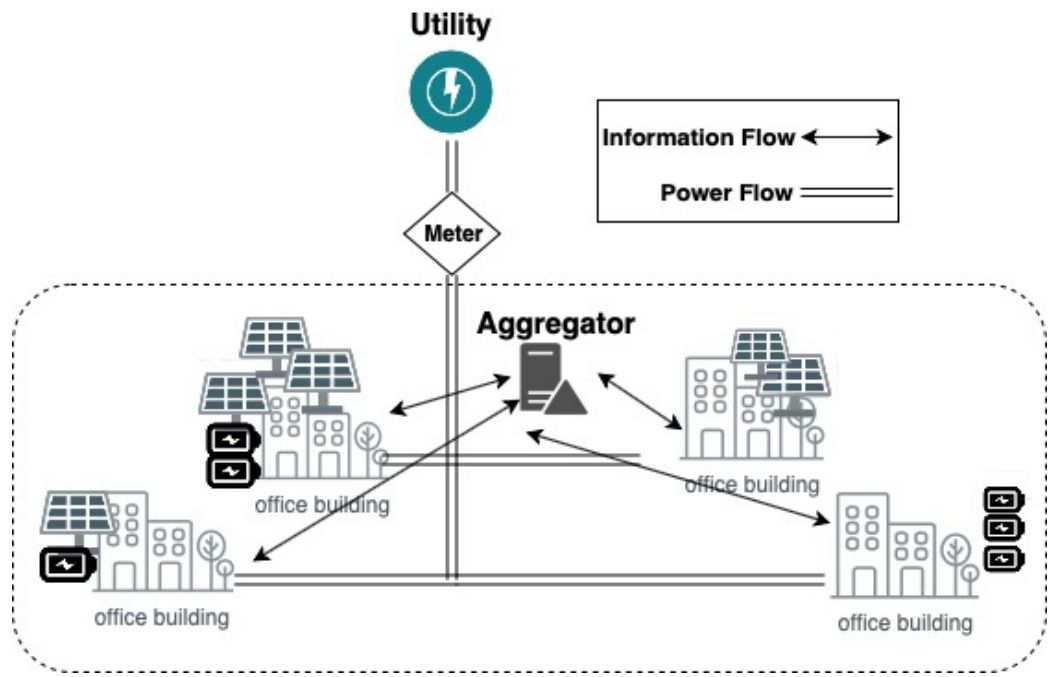 Utility
Information Flow
Power Flow
Meter
Aggregator
office building
office building
office building
office building